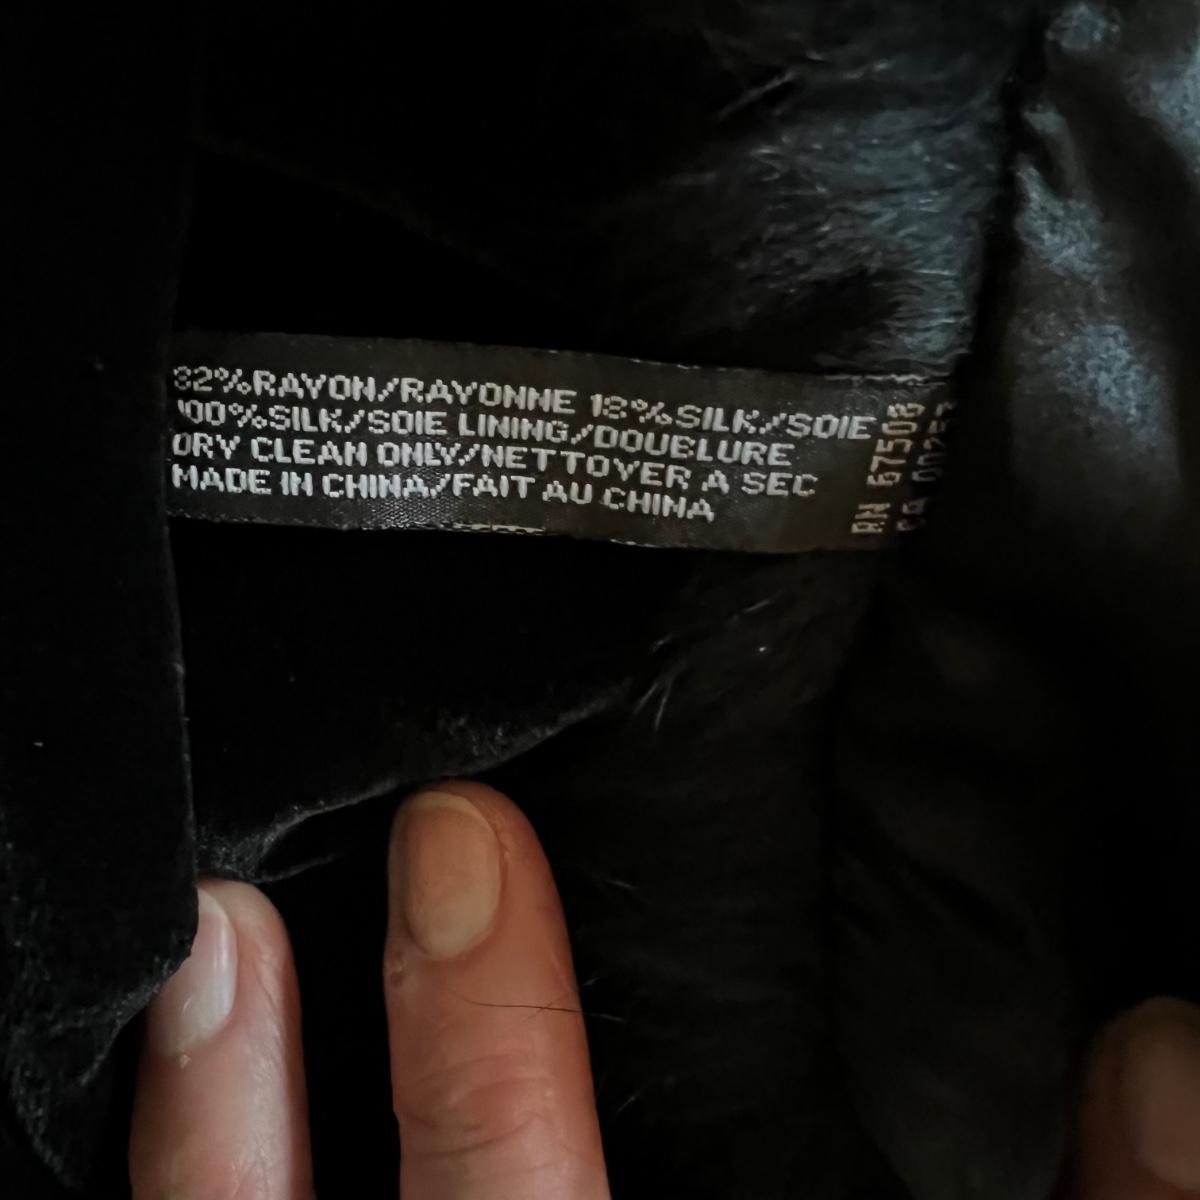 82%RAYON/RAYONNE 18%SILK/SOIE
100%SILK/SOIE LINING/DOUBLURE
DRY CLEAN ONLY/NETTOYER A SEC
MADE IN CHINA/FAIT AU CHINA
RN 67508
CA